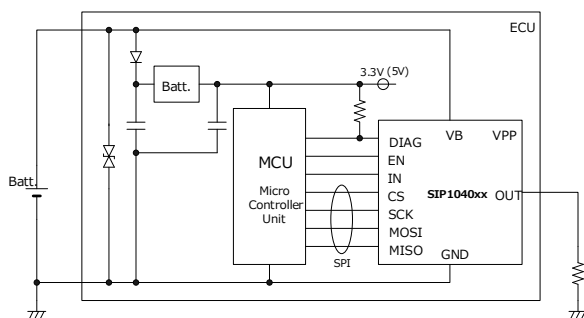 ECU
3.3V (5V)
Batt.
VB
VPP
MCU
Micro
Controller
Unit
DIAG
EN
IN
CS
SCK
MOSI
MISO
SIP1040xx
OUT
GND
Batt.
SPI